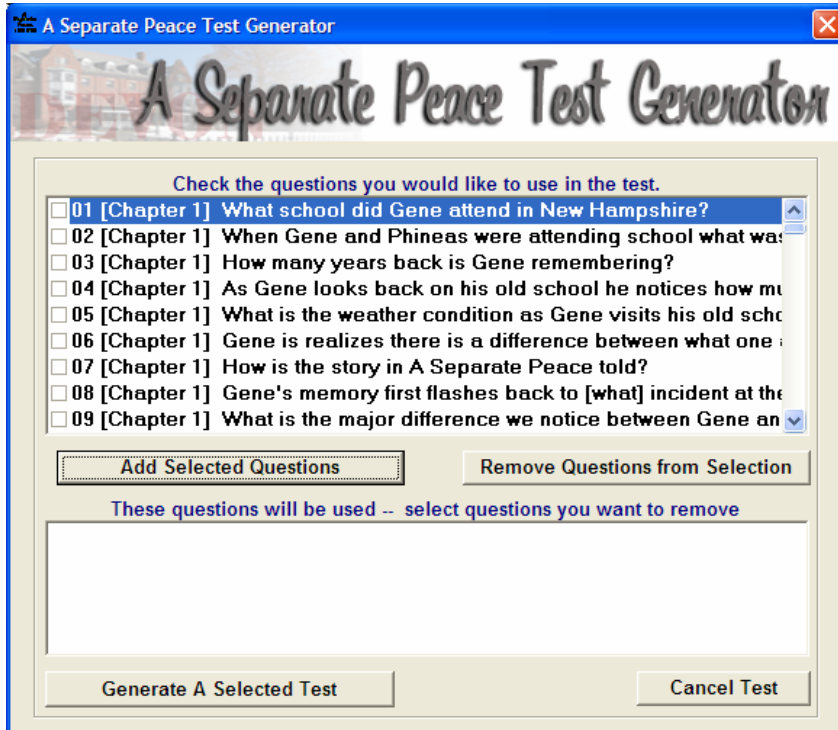 A Separate Peace Test Generator
A Separate Peace Test Generator
Check the questions you would like to use in the test.
01 [Chapter 1] What school did Gene attend in New Hampshire?
02 [Chapter 1] When Gene and Phineas were attending school what was
03 [Chapter 1] How many years back is Gene remembering?
04 [Chapter 1] As Gene looks back on his old school he notices how mu
05 [Chapter 1] What is the weather condition as Gene visits his old scho
06 [Chapter 1] Gene is realizes there is a difference between what one
07 [Chapter 1] How is the story in A Separate Peace told?
08 [Chapter 1] Gene's memory first flashes back to [what] incident at the
09 [Chapter 1] What is the major difference we notice between Gene an
Add Selected Questions
Remove Questions from Selection
These questions will be used -- select questions you want to remove
Generate A Selected Test
Cancel Test